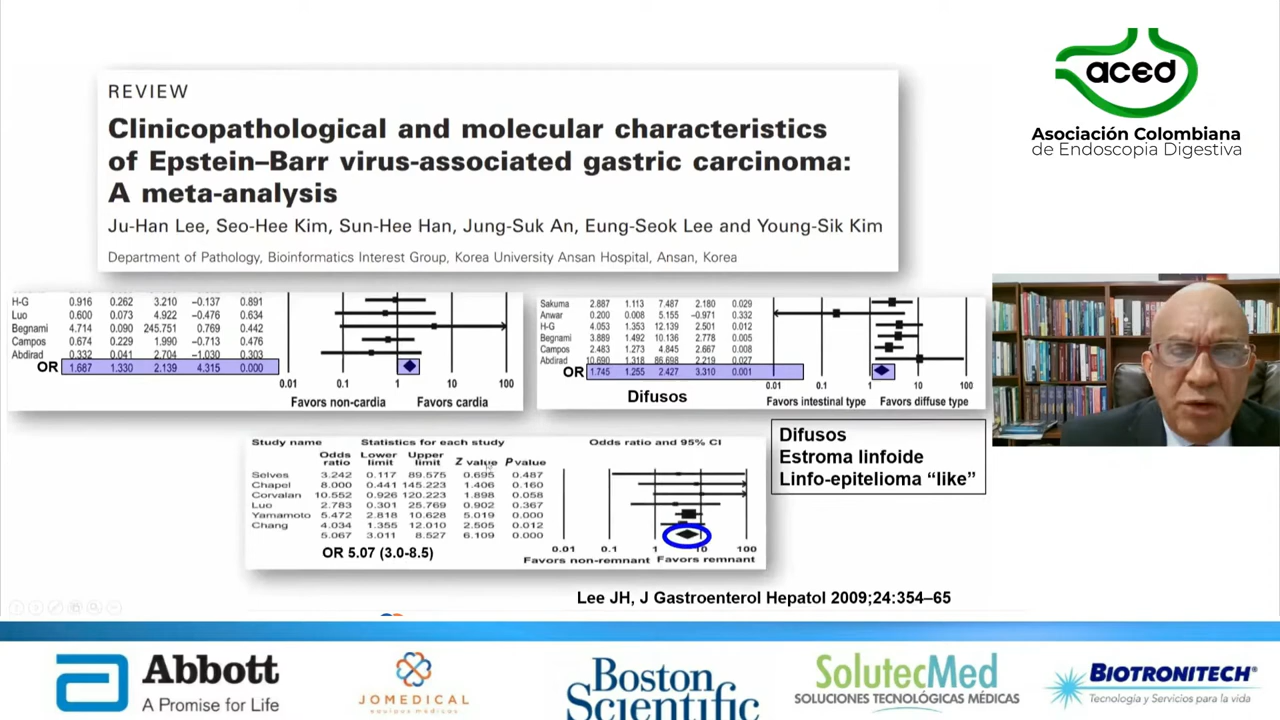 aced
Asociación Colombiana
de Endoscopia Digestiva
REVIEW
Clinicopathological and molecular characteristics
of Epstein–Barr virus-associated gastric carcinoma:
A meta-analysis
Ju-Han Lee, Seo-Hee Kim, Sun-Hee Han, Jung-Suk An, Eung-Seok Lee and Young-Sik Kim
Department of Pathology, Bioinformatics Interest Group, Korea University Ansan Hospital, Ansan, Korea
H-G 0.916 0.262 3.210 −0.137 0.891
Luo 0.600 0.073 4.922 −0.476 0.634
Begnami 4.714 0.090 245.751 0.769 0.442
Campos 0.674 0.229 1.990 −0.713 0.476
Abdirad 0.332 0.041 2.704 −1.030 0.303
OR 1.687 1.330 2.139 4.315 0.000
0.01 0.1 1 10 100
Favors non-cardia Favors cardia
Sakuma 2.887 1.113 7.487 2.180 0.029
Anwar 0.200 0.008 5.155 −0.971 0.332
H-G 4.053 1.353 12.139 2.501 0.012
Begnami 3.889 1.492 10.136 2.778 0.005
Campos 2.483 1.273 4.845 2.667 0.008
Abdirad 10.690 1.318 86.698 2.219 0.027
OR 1.745 1.255 2.427 3.310 0.001
0.01 0.1 1 10 100
Difusos
Favors intestinal type Favors diffuse type
Difusos
Estroma linfoide
Linfo-epitelioma “like”
Study name Statistics for each study Odds ratio and 95% CI
Odds Lower Upper
ratio limit limit Z value P value
Selves 3.242 0.117 89.575 0.695 0.487
Chapel 8.000 0.441 145.223 1.406 0.160
Corvalan 10.552 0.926 120.223 1.898 0.058
Luo 2.783 0.301 25.769 0.902 0.367
Yamamoto 5.472 2.818 10.628 5.019 0.000
Chang 4.034 1.355 12.010 2.505 0.012
5.067 3.011 8.527 6.109 0.000
0.01 0.1 1 10 100
OR 5.07 (3.0-8.5)
Favors non-remnant Favors remnant
Lee JH, J Gastroenterol Hepatol 2009;24:354–65
Abbott
A Promise for Life
JOMEDICAL
equipos médicos
Boston
Scientific
SolutecMed
SOLUCIONES TECNOLÓGICAS MÉDICAS
BIOTRONITECH®
Tecnología y Servicios para la vida